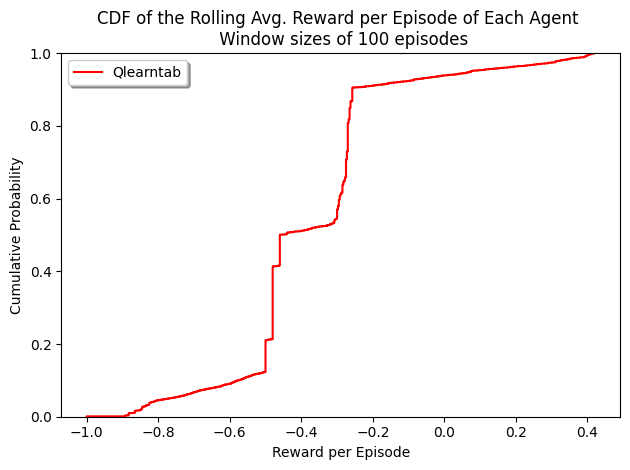 CDF of the Rolling Avg. Reward per Episode of Each Agent
Window sizes of 100 episodes
Qlearntab
1.0
0.8
0.6
0.4
0.2
0.0
Cumulative Probability
−1.0 −0.8 −0.6 −0.4 −0.2 0.0 0.2 0.4
Reward per Episode